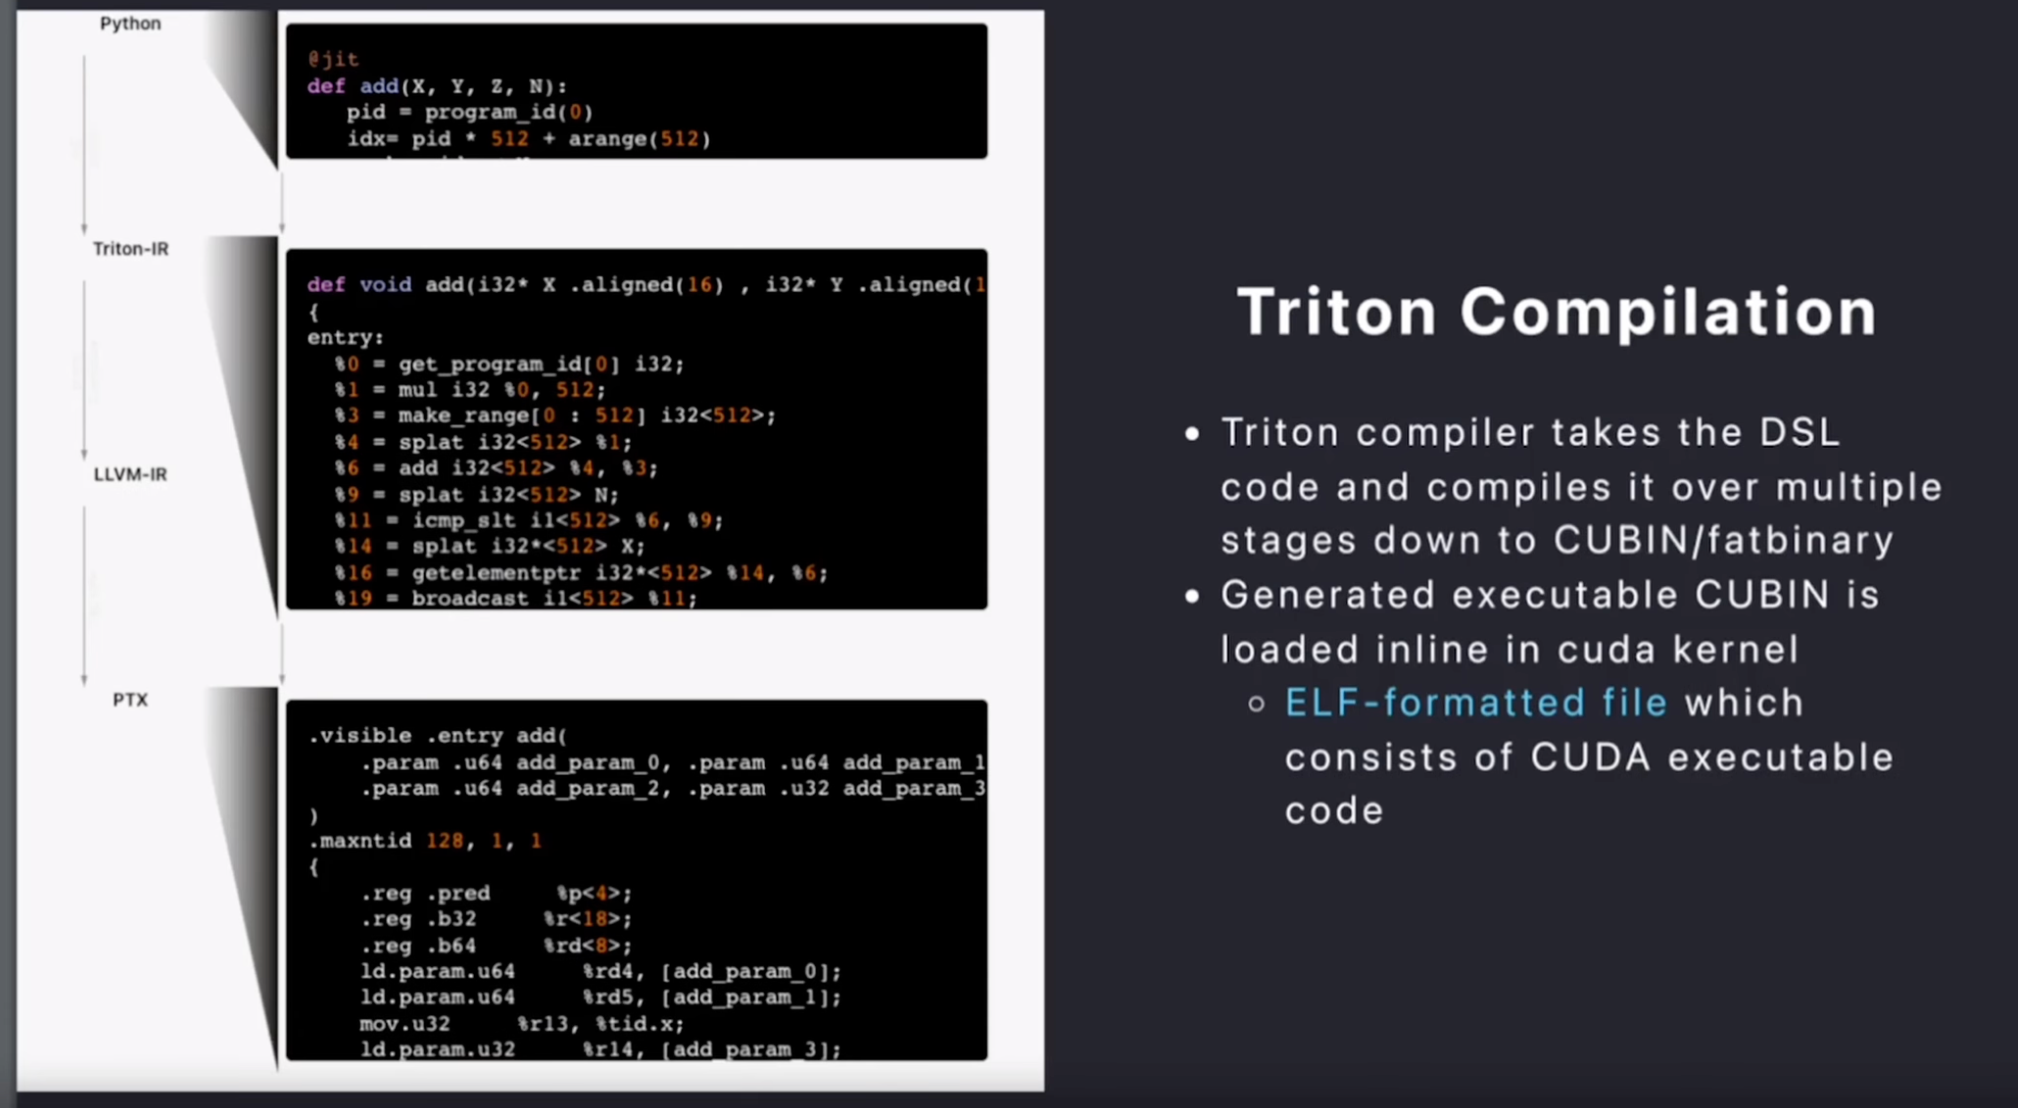 Python
@jit
def add(X, Y, Z, N):
pid = program_id(0)
idx= pid * 512 + arange(512)
Triton-IR
def void add(i32* X .aligned(16) , i32* Y .aligned(1
{
entry:
%0 = get_program_id[0] i32;
%1 = mul i32 %0, 512;
%3 = make_range[0 : 512] i32<512>;
%4 = splat i32<512> %1;
%6 = add i32<512> %4, %3;
%9 = splat i32<512> N;
%11 = icmp_slt i1<512> %6, %9;
%14 = splat i32*<512> X;
%16 = getelementptr i32*<512> %14, %6;
%19 = broadcast i1<512> %11;
LLVM-IR
PTX
.visible .entry add(
.param .u64 add_param_0, .param .u64 add_param_1
.param .u64 add_param_2, .param .u32 add_param_3
)
.maxntid 128, 1, 1
{
.reg .pred %p<4>;
.reg .b32 %r<18>;
.reg .b64 %rd<8>;
ld.param.u64 %rd4, [add_param_0];
ld.param.u64 %rd5, [add_param_1];
mov.u32 %r13, %tid.x;
ld.param.u32 %r14, [add_param_3];
Triton Compilation
• Triton compiler takes the DSL
code and compiles it over multiple
stages down to CUBIN/fatbinary
• Generated executable CUBIN is
loaded inline in cuda kernel
○ ELF-formatted file which
consists of CUDA executable
code